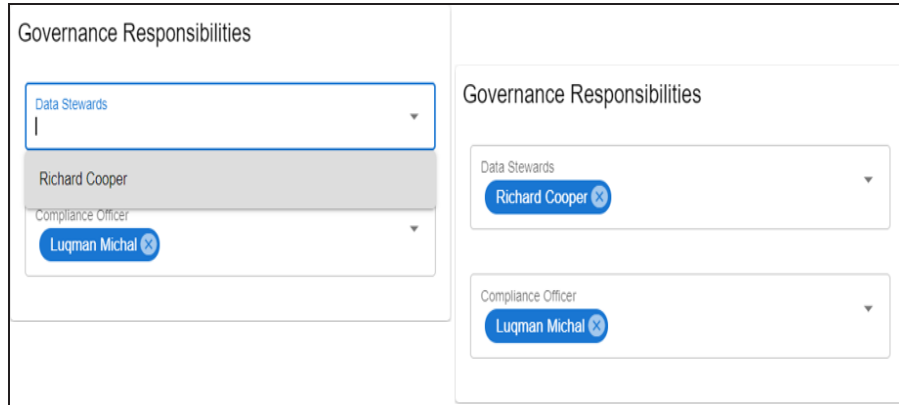 Governance Responsibilities
Data Stewards
Richard Cooper
Compliance Officer
Luqman Michal
Governance Responsibilities
Data Stewards
Richard Cooper
Compliance Officer
Luqman Michal